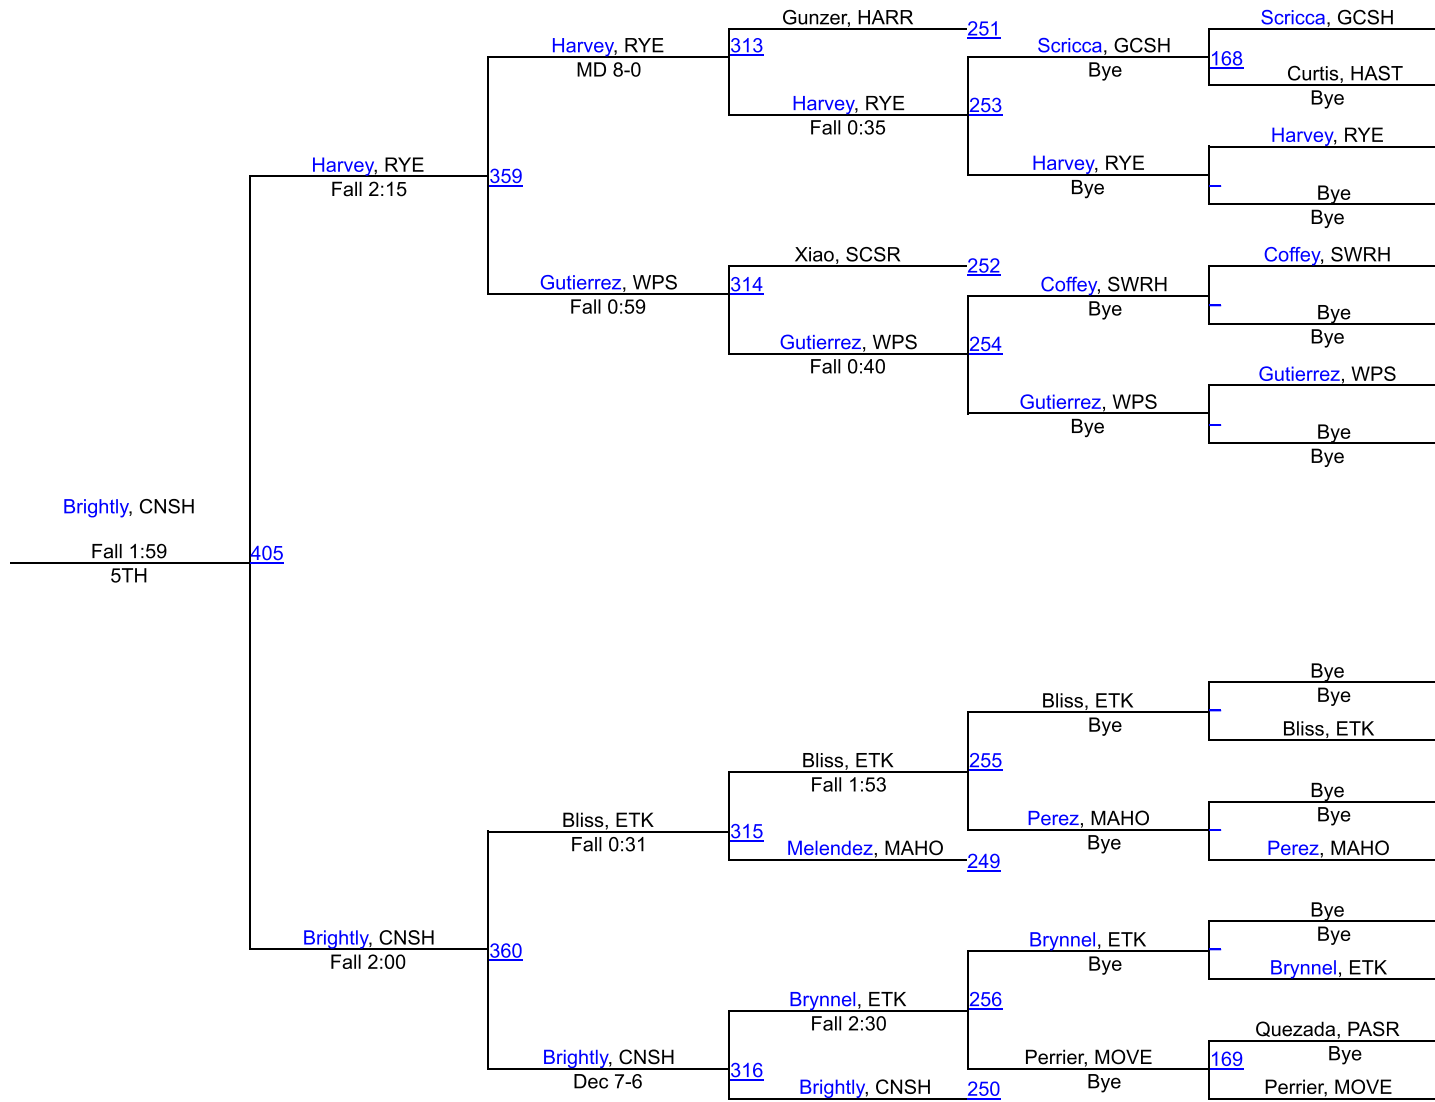 Gunzer, HARR
251
Scricca, GCSH
Harvey, RYE
313
Scricca, GCSH
168
MD 8-0
Bye
Curtis, HAST
Harvey, RYE
253
Bye
Fall 0:35
Harvey, RYE
Harvey, RYE
Harvey, RYE
359
Bye
Fall 2:15
Bye
Bye
Xiao, SCSR
252
Coffey, SWRH
Gutierrez, WPS
314
Coffey, SWRH
Fall 0:59
Bye
Bye
Gutierrez, WPS
254
Bye
Fall 0:40
Gutierrez, WPS
Gutierrez, WPS
Bye
Bye
Bye
Brightly, CNSH
Fall 1:59
405
5TH
Bye
Bliss, ETK
Bye
Bye
Bliss, ETK
Bliss, ETK
255
Fall 1:53
Bye
Bliss, ETK
315
Perez, MAHO
Bye
Fall 0:31
Melendez, MAHO
249
Bye
Perez, MAHO
Bye
Brightly, CNSH
360
Brynnel, ETK
Bye
Fall 2:00
Bye
Brynnel, ETK
Brynnel, ETK
256
Fall 2:30
Quezada, PASR
Brightly, CNSH
316
Perrier, MOVE
169
Bye
Dec 7-6
Brightly, CNSH
250
Bye
Perrier, MOVE